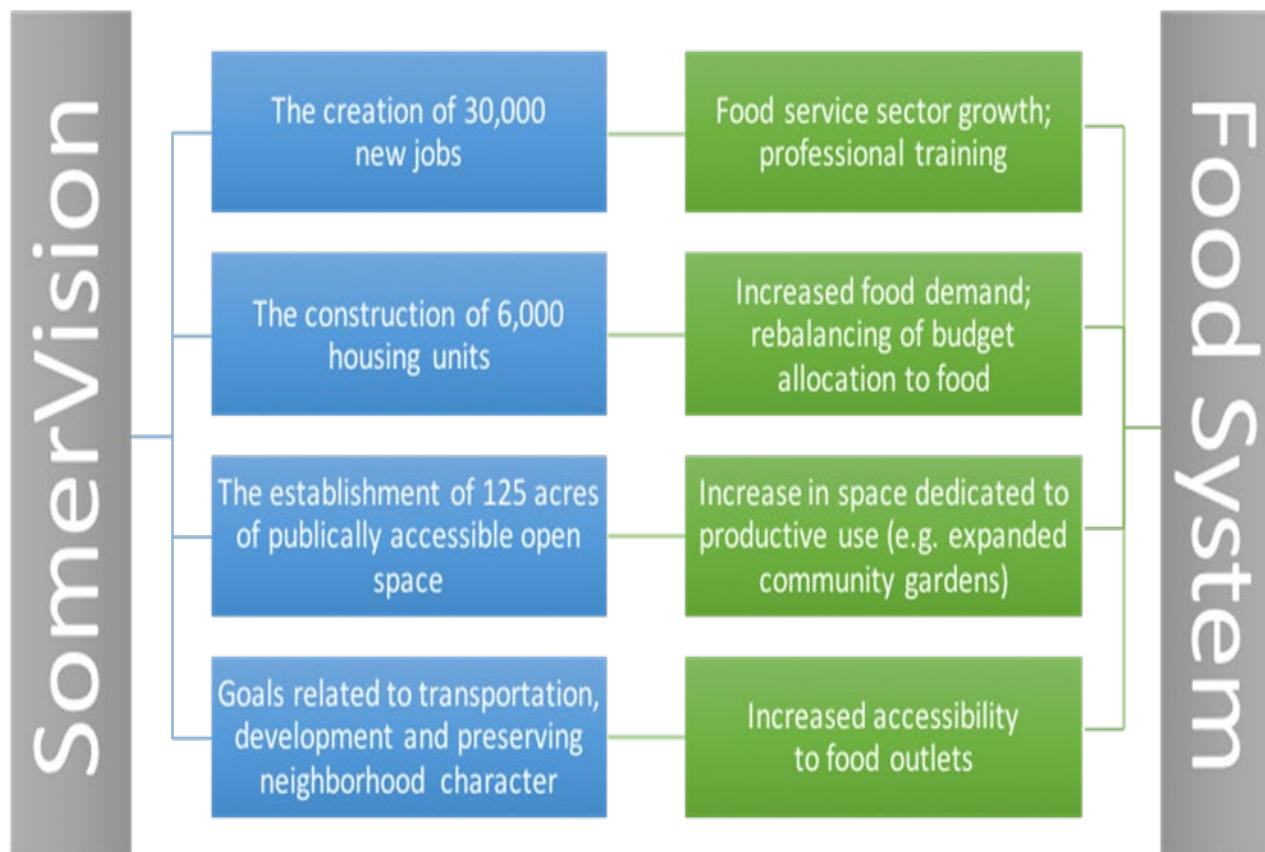 SomerVision
The creation of 30,000
new jobs
Food service sector growth;
professional training
The construction of 6,000
housing units
Increased food demand;
rebalancing of budget
allocation to food
The establishment of 125 acres
of publically accessible open
space
Increase in space dedicated to
productive use (e.g. expanded
community gardens)
Goals related to transportation,
development and preserving
neighborhood character
Increased accessibility
to food outlets
Food System